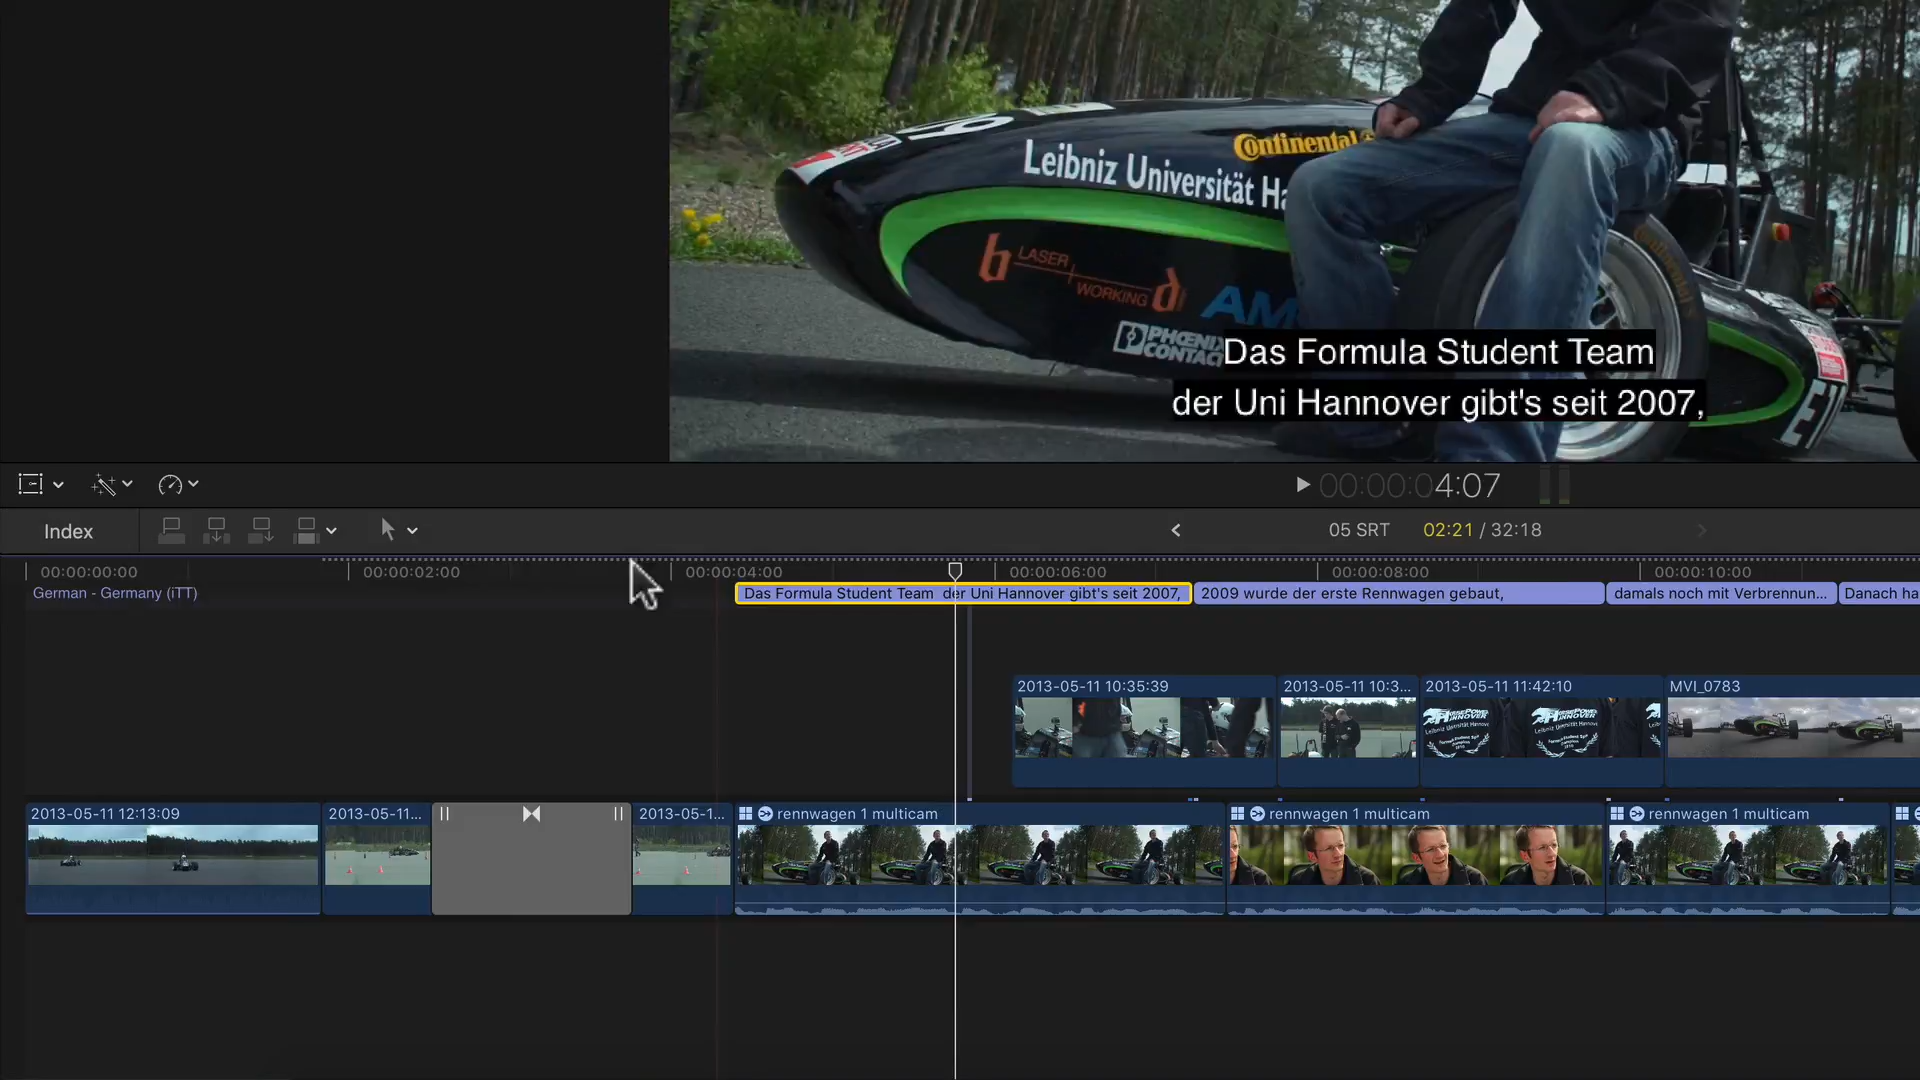 Continental
Leibniz Universität Ha
b LASER WORKING d
PHŒNIX
CONTACT
Das Formula Student Team
der Uni Hannover gibt's seit 2007,
00:00:04:07
Index
05 SRT
02:21 / 32:18
00:00:00:00
00:00:02:00
00:00:04:00
00:00:06:00
00:00:08:00
00:00:10:00
German - Germany (iTT)
Das Formula Student Team  der Uni Hannover gibt's seit 2007,
2009 wurde der erste Rennwagen gebaut,
damals noch mit Verbrennun...
Danach ha
2013-05-11 10:35:39
2013-05-11 10:3...
2013-05-11 11:42:10
MVI_0783
2013-05-11 12:13:09
2013-05-11...
2013-05-1...
rennwagen 1 multicam
rennwagen 1 multicam
rennwagen 1 multicam